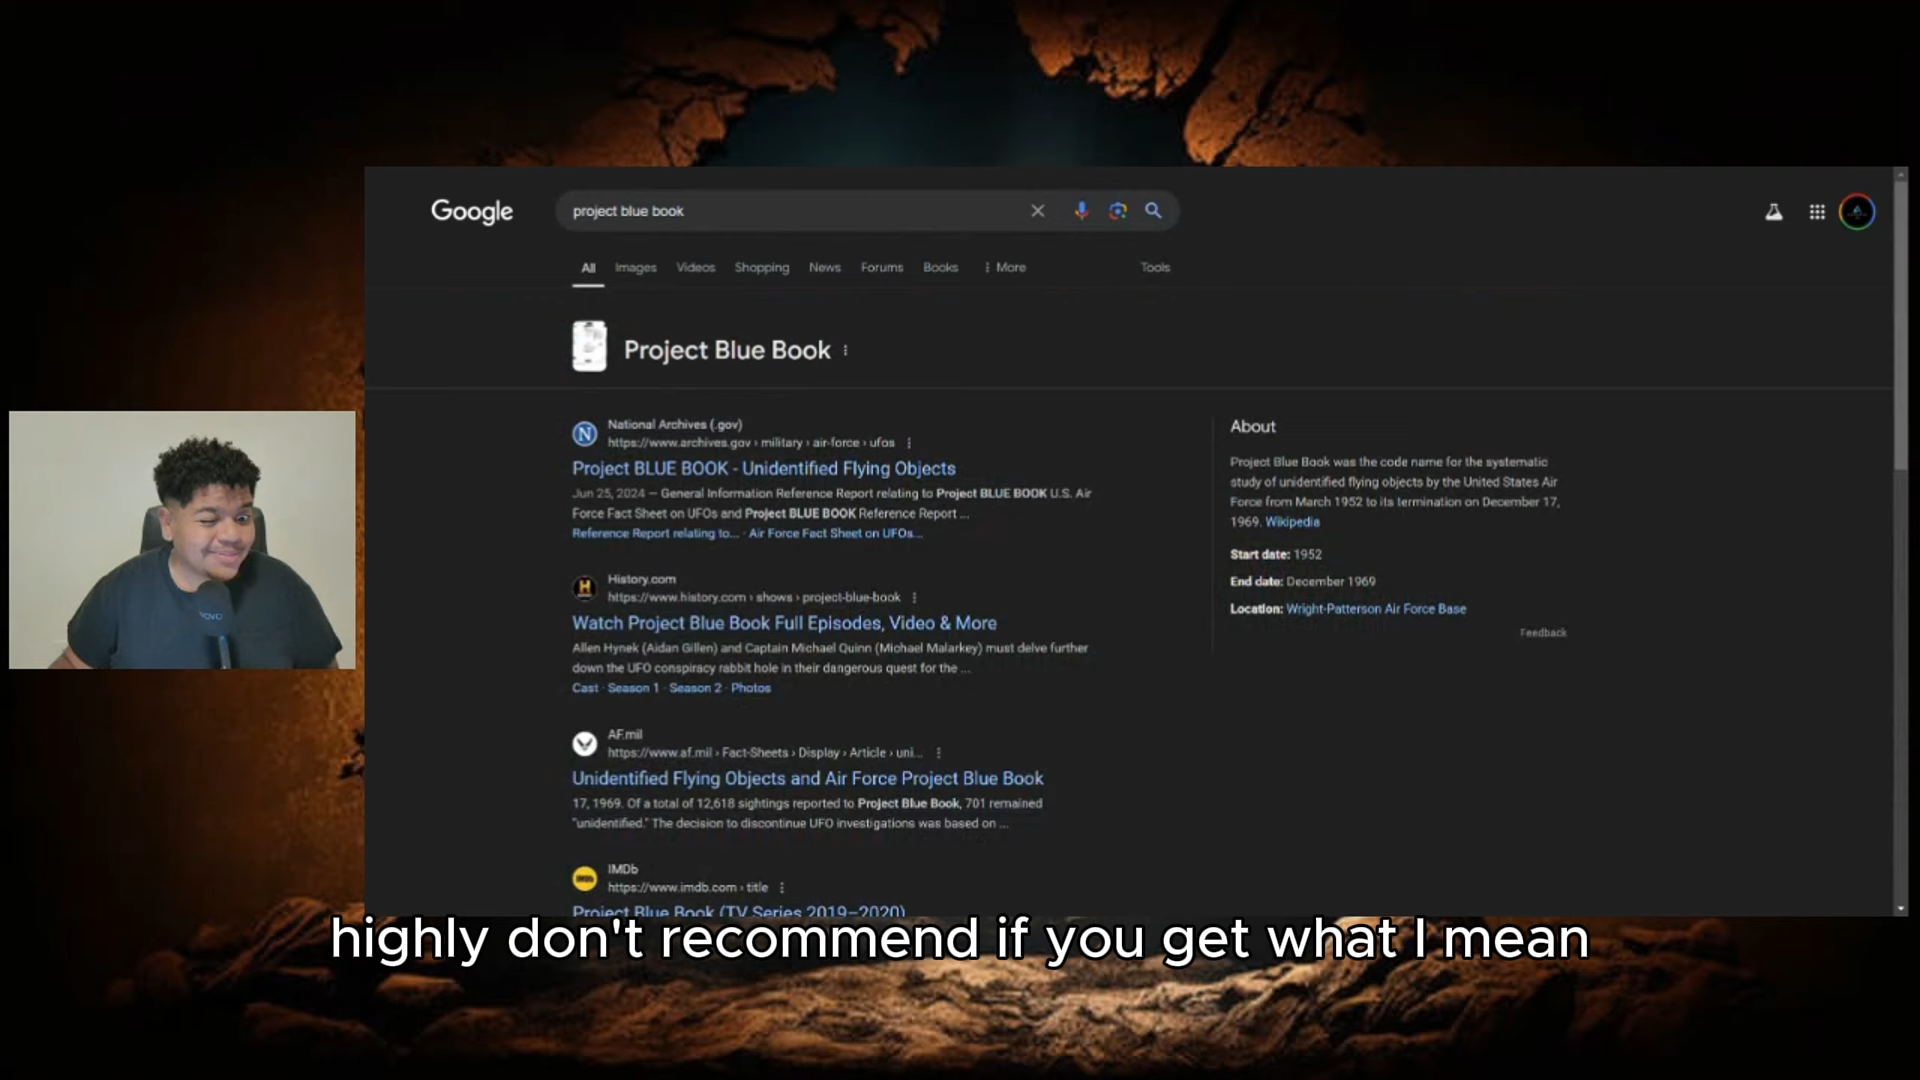 Google
project blue book
All Images Videos Shopping News Forums Books More Tools
Project Blue Book
National Archives (.gov)
https://www.archives.gov › military › air-force › ufos
Project BLUE BOOK - Unidentified Flying Objects
Jun 25, 2024 — General Information Reference Report relating to Project BLUE BOOK U.S. Air
Force Fact Sheet on UFOs and Project BLUE BOOK Reference Report ...
Reference Report relating to... · Air Force Fact Sheet on UFOs...
History.com
https://www.history.com › shows › project-blue-book
Watch Project Blue Book Full Episodes, Video & More
Allen Hynek (Aidan Gillen) and Captain Michael Quinn (Michael Malarkey) must delve further
down the UFO conspiracy rabbit hole in their dangerous quest for the ...
Cast · Season 1 · Season 2 · Photos
AF.mil
https://www.af.mil › Fact-Sheets › Display › Article › uni...
Unidentified Flying Objects and Air Force Project Blue Book
17, 1969. Of a total of 12,618 sightings reported to Project Blue Book, 701 remained
"unidentified." The decision to discontinue UFO investigations was based on ...
IMDb
https://www.imdb.com › title
Project Blue Book (TV Series 2019–2020)
About
Project Blue Book was the code name for the systematic
study of unidentified flying objects by the United States Air
Force from March 1952 to its termination on December 17,
1969. Wikipedia
Start date: 1952
End date: December 1969
Location: Wright-Patterson Air Force Base
Feedback
highly don't recommend if you get what I mean